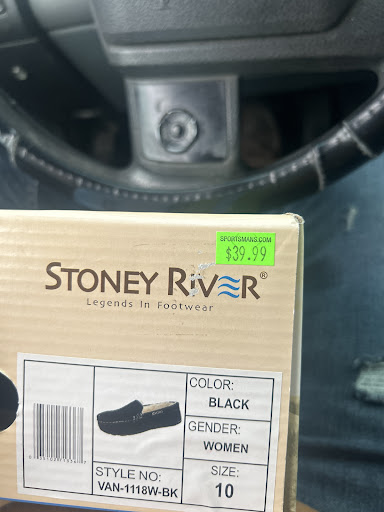 SPORTSMANS.COM
$39.99
STONEY RIVER®
Legends In Footwear
COLOR:
BLACK
GENDER:
WOMEN
STYLE NO:
VAN-1118W-BK
SIZE:
10